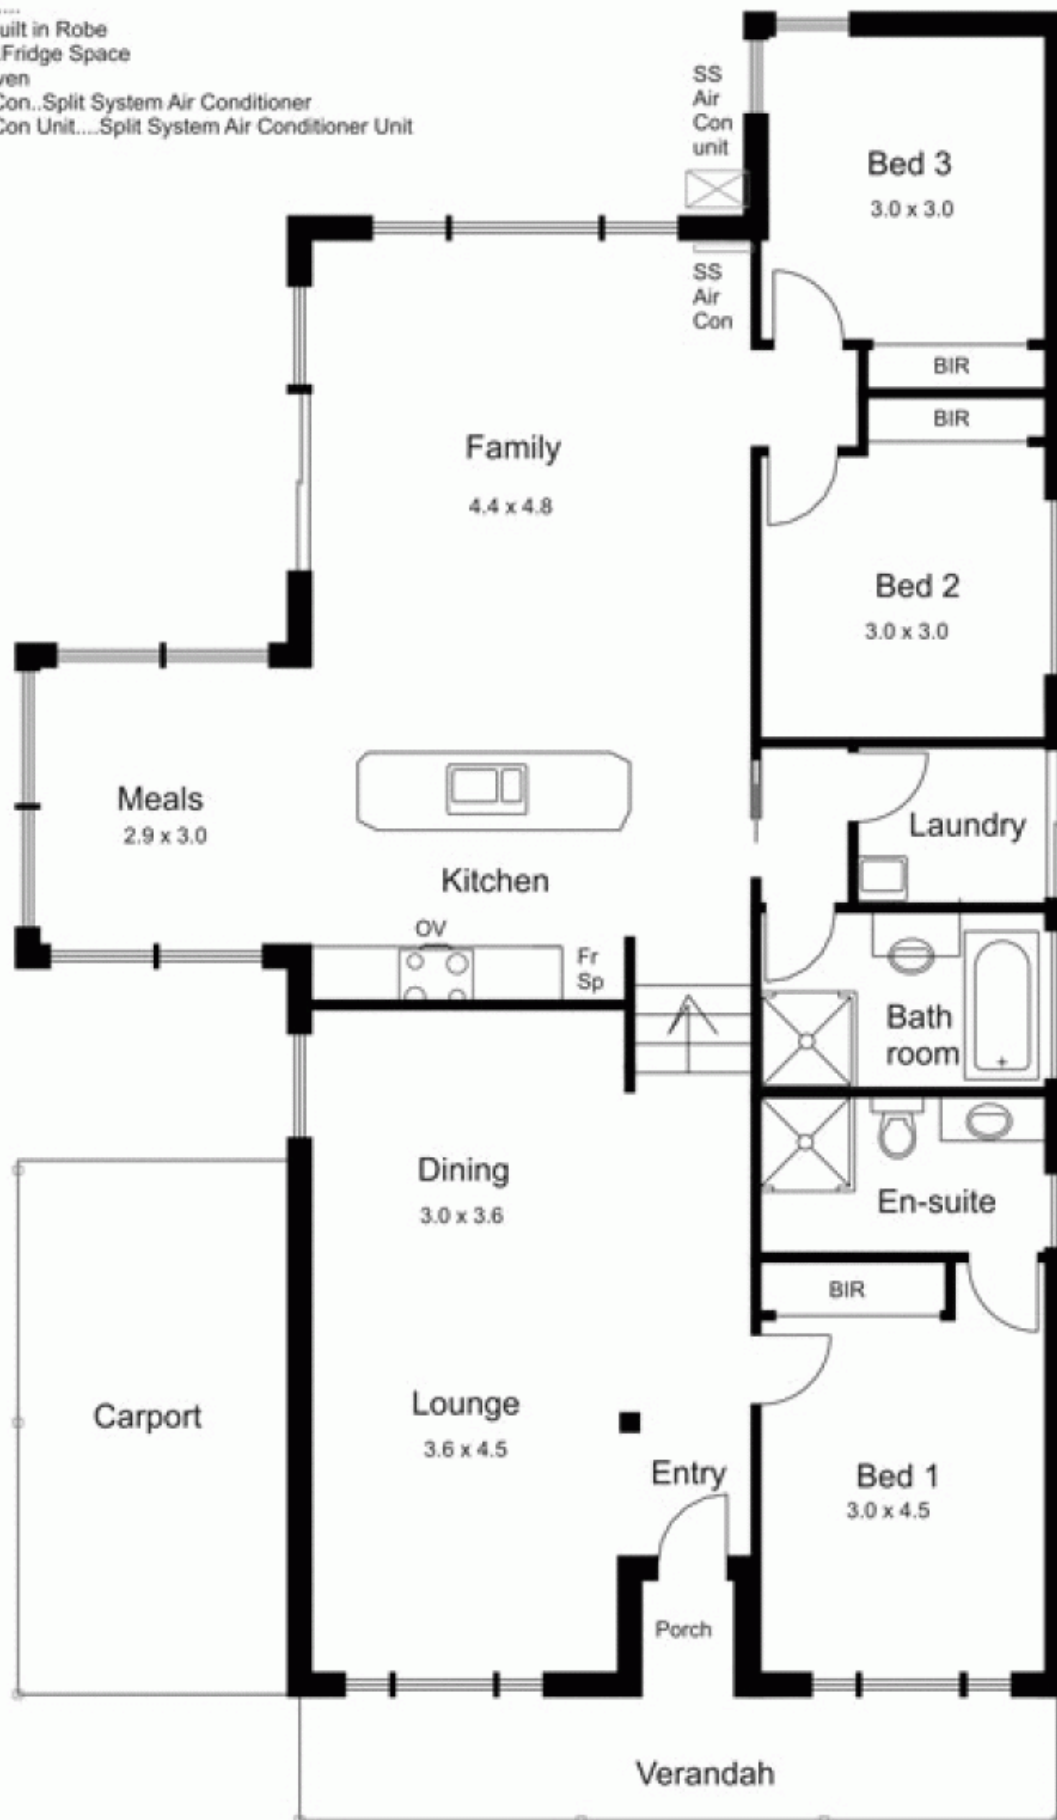 uilt in Robe
.Fridge Space
ven
Con..Split System Air Conditioner
Con Unit....Split System Air Conditioner Unit
SS
Air
Con
unit
Bed 3
3.0 x 3.0
SS
Air
Con
BIR
BIR
Family
4.4 x 4.8
Bed 2
3.0 x 3.0
Meals
2.9 x 3.0
Laundry
Kitchen
OV
Fr
Sp
Bath
room
Dining
3.0 x 3.6
En-suite
BIR
Carport
Lounge
3.6 x 4.5
Entry
Bed 1
3.0 x 4.5
Porch
Verandah